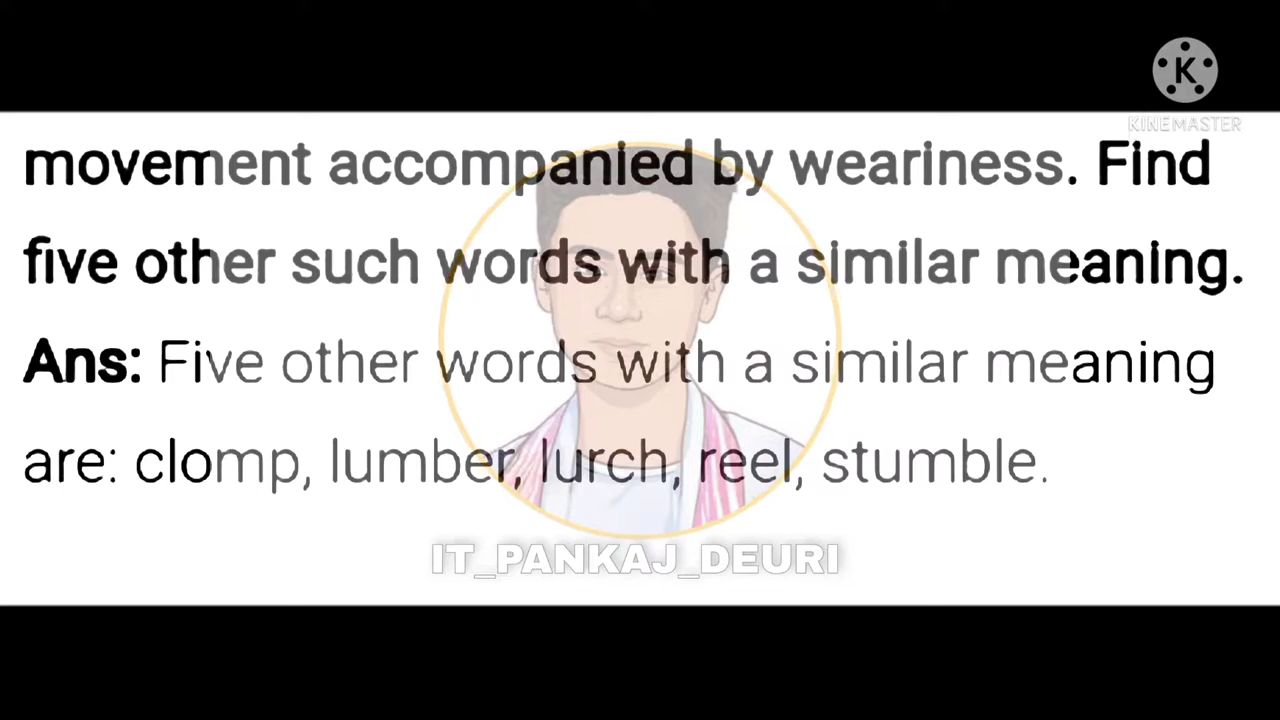 K
KINEMASTER
movement accompanied by weariness. Find
five other such words with a similar meaning.
Ans: Five other words with a similar meaning
are: clomp, lumber, lurch, reel, stumble.
IT_PANKAJ_DEURI